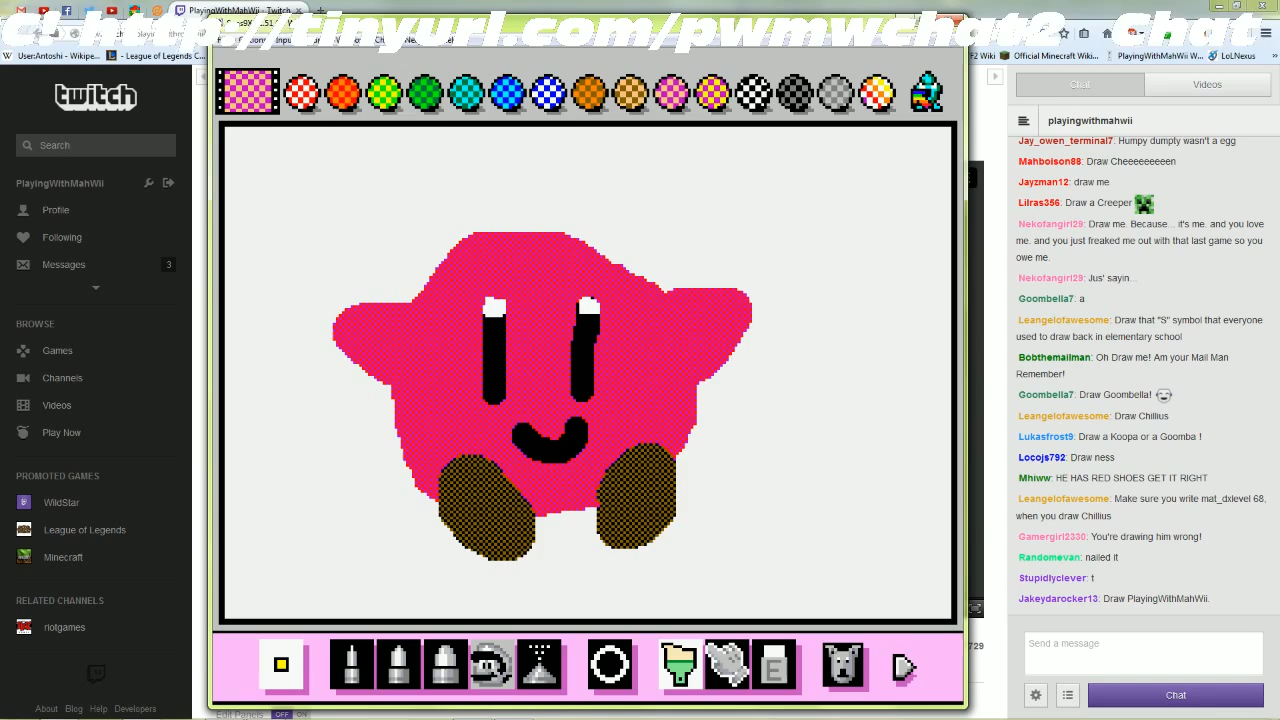 PlayingWithMahWii - Twitch
http://tinyurl.com/pwmwchat2
Chat
User:Antoshi - Wikipe...
League of Legends -
Official Minecraft Wiki...
PlayingWithMahWii W...
LoLNexus
twitch
Search
PlayingWithMahWii
Profile
Following
Messages
3
BROWSE
Games
Channels
Videos
Play Now
PROMOTED GAMES
WildStar
League of Legends
Minecraft
RELATED CHANNELS
riotgames
About Blog Help Developers
Edit Panels OFF ON
E
729
Chat
Videos
playingwithmahwii
Jay_owen_terminal7: Humpy dumpty wasn't a egg
Mahboison88: Draw Cheeeeeeeeen
Jayzman12: draw me
Lilras356: Draw a Creeper
Nekofangirl29: Draw me. Because... it's me. and you love
me. and you just freaked me out with that last game so you
owe me.
Nekofangirl29: Jus' sayin...
Goombella7: a
Leangelofawesome: Draw that "S" symbol that everyone
used to draw back in elementary school
Bobthemailman: Oh Draw me! Am your Mail Man
Remember!
Goombella7: Draw Goombella!
Leangelofawesome: Draw Chillius
Lukasfrost9: Draw a Koopa or a Goomba !
Locojs792: Draw ness
Mhiww: HE HAS RED SHOES GET IT RIGHT
Leangelofawesome: Make sure you write mat_dxlevel 68,
when you draw Chillius
Gamergirl2330: You're drawing him wrong!
Randomevan: nailed it
Stupidlyclever: t
Jakeydarocker13: Draw PlayingWithMahWii.
Send a message
Chat